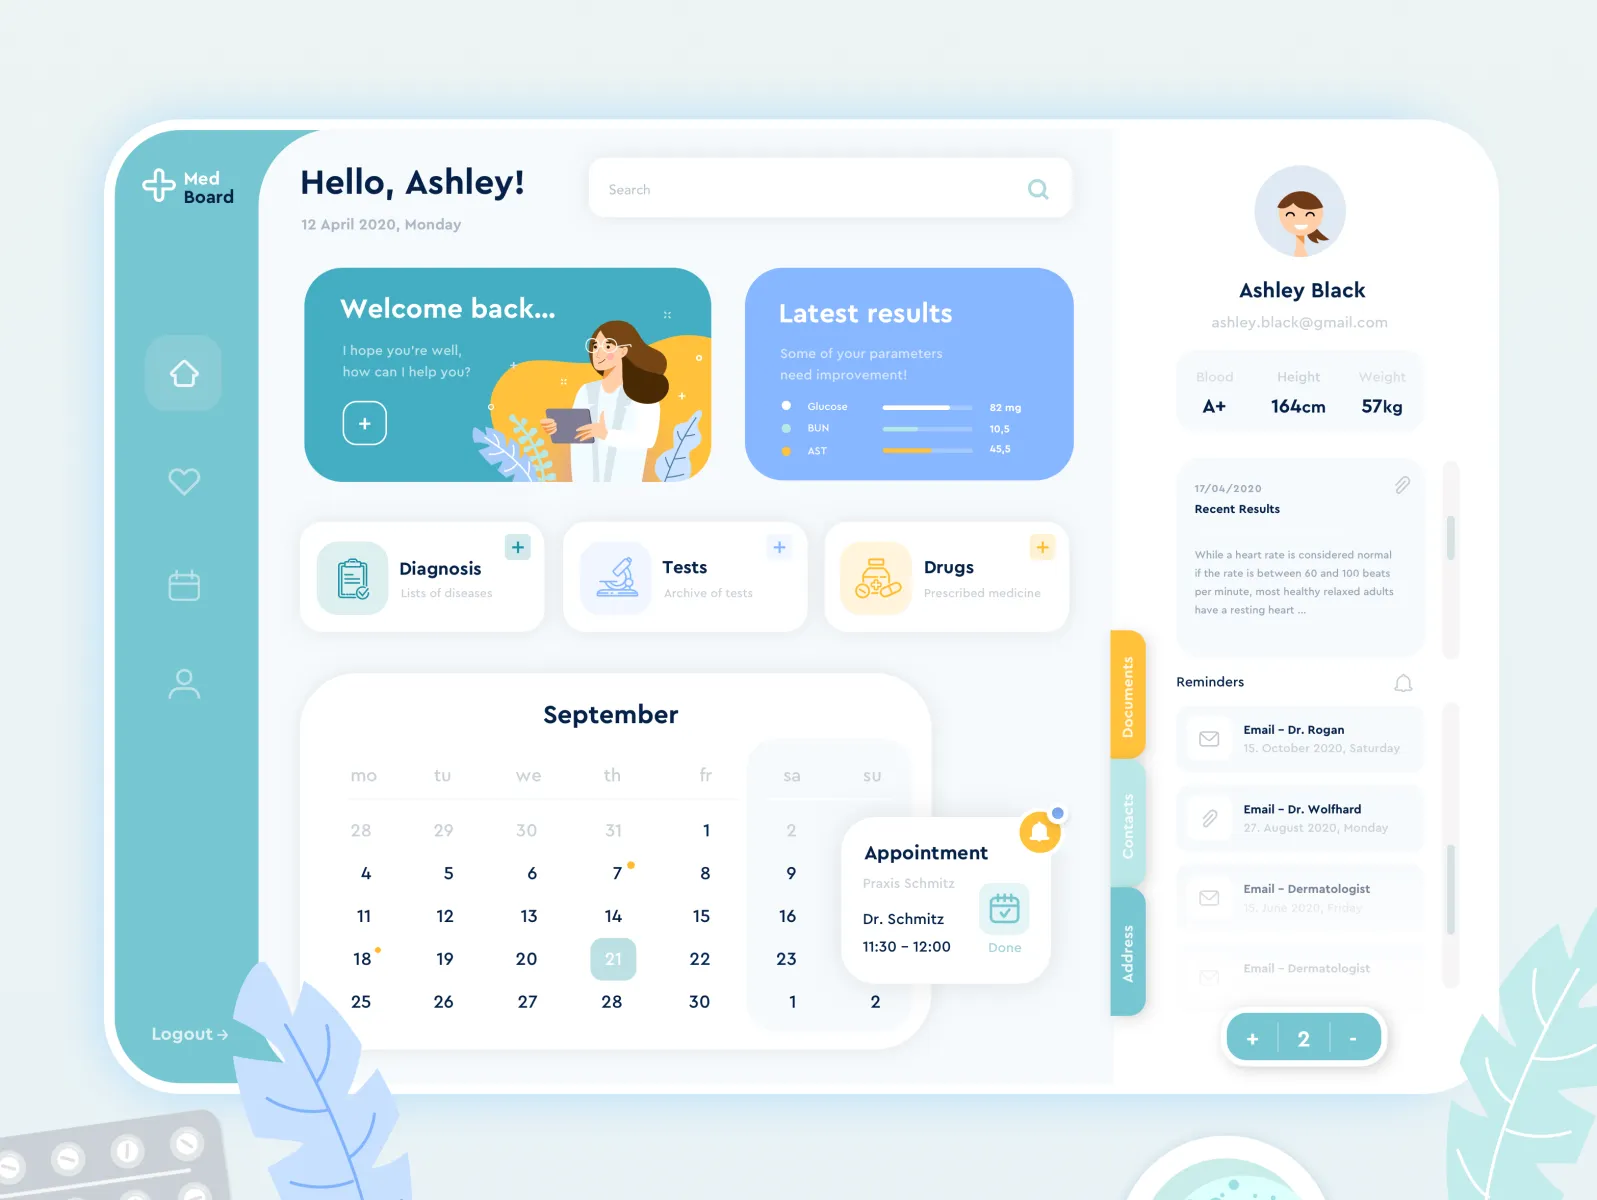 Med
Board
Hello, Ashley!
12 April 2020, Monday
Search
Welcome back...
I hope you're well,
how can I help you?
+
Latest results
Some of your parameters
need improvement!
Glucose 82 mg
BUN 10,5
AST 45,5
Diagnosis
Lists of diseases
+
Tests
Archive of tests
+
Drugs
Prescribed medicine
+
September
mo tu we th fr sa su
28 29 30 31 1 2
4 5 6 7 8 9
11 12 13 14 15 16
18 19 20 21 22 23
25 26 27 28 30 1 2
Appointment
Praxis Schmitz
Dr. Schmitz
11:30 - 12:00
Done
Logout →
Documents
Contacts
Address
Ashley Black
ashley.black@gmail.com
Blood Height Weight
A+ 164cm 57kg
17/04/2020
Recent Results
While a heart rate is considered normal
if the rate is between 60 and 100 beats
per minute, most healthy relaxed adults
have a resting heart ...
Reminders
Email - Dr. Rogan
15. October 2020, Saturday
Email - Dr. Wolfhard
27. August 2020, Monday
Email - Dermatologist
15. June 2020, Friday
Email - Dermatologist
+ 2 -